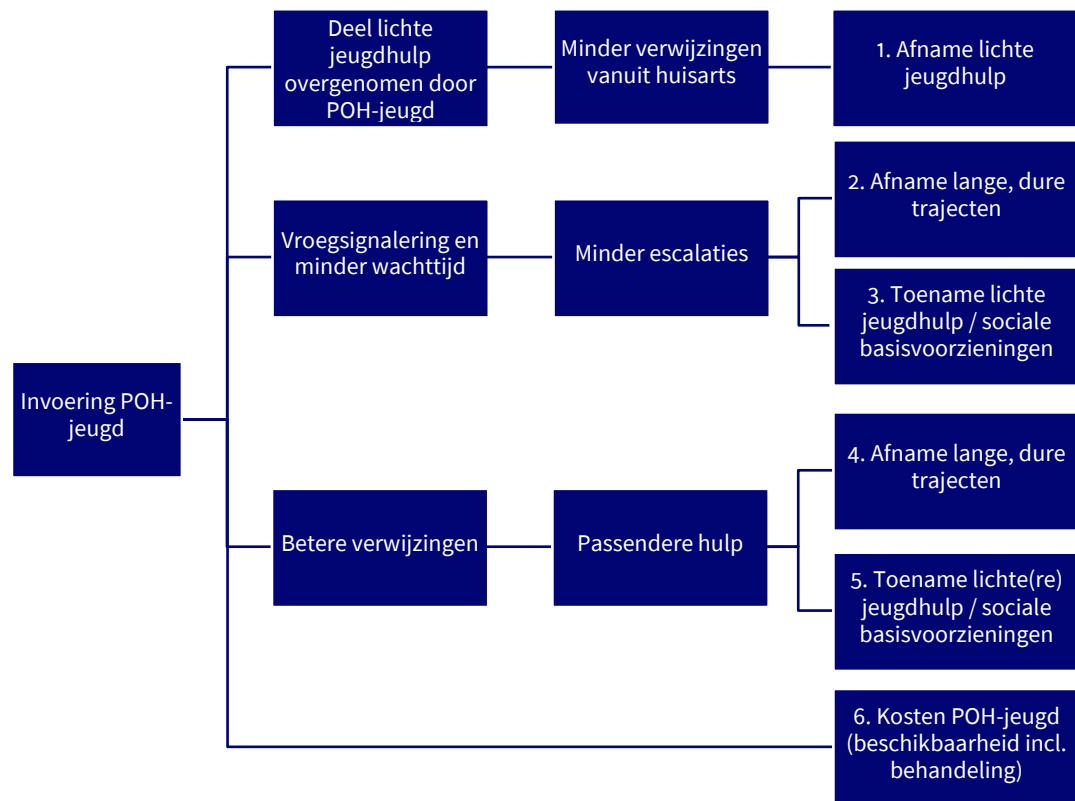 Deel lichte
jeugdhulp
overgenomen door
POH-jeugd
Minder verwijzingen
vanuit huisarts
1. Afname lichte
jeugdhulp
2. Afname lange, dure
trajecten
Vroegsignalering en
minder wachttijd
Minder escalaties
3. Toename lichte
jeugdhulp / sociale
basisvoorzieningen
Invoering POH-
jeugd
4. Afname lange, dure
trajecten
Betere verwijzingen
Passendere hulp
5. Toename lichte(re)
jeugdhulp / sociale
basisvoorzieningen
6. Kosten POH-jeugd
(beschikbaarheid incl.
behandeling)